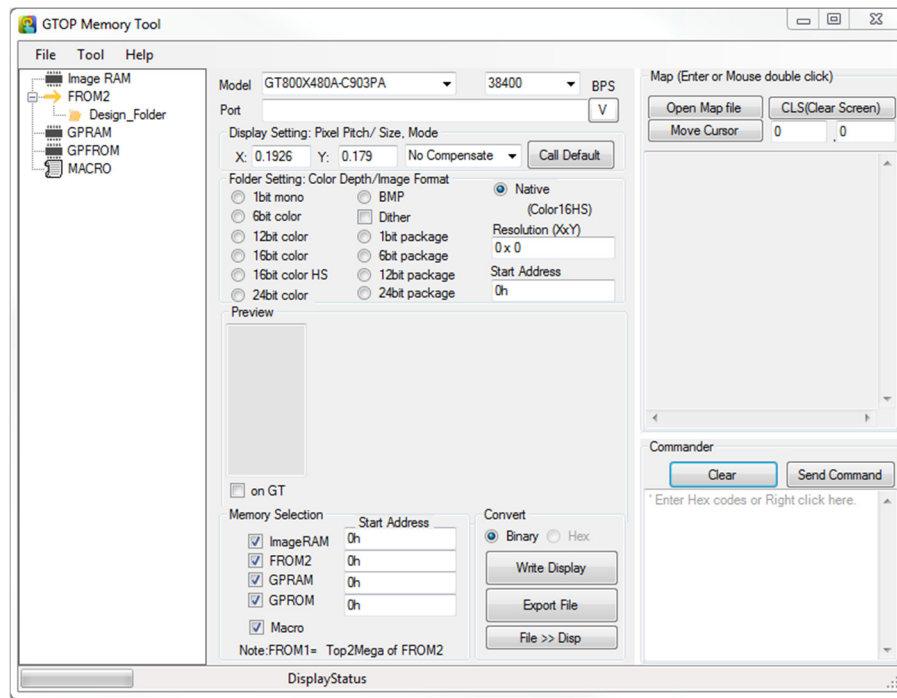 GTOP Memory Tool
File Tool Help
Image RAM
FROM2
Design_Folder
GPRAM
GPFROM
MACRO
Model GT800X480A-C903PA 38400 BPS
Port V
Display Setting: Pixel Pitch/ Size, Mode
X: 0.1926 Y: 0.179 No Compensate Call Default
Folder Setting: Color Depth/Image Format
1bit mono
6bit color
12bit color
16bit color
16bit color HS
24bit color
BMP
Dither
1bit package
6bit package
12bit package
24bit package
Native
(Color16HS)
Resolution (XxY)
0 x 0
Start Address
0h
Preview
on GT
Memory Selection
Start Address
ImageRAM 0h
FROM2 0h
GPRAM 0h
GPROM 0h
Macro
Note:FROM1= Top2Mega of FROM2
Convert
Binary Hex
Write Display
Export File
File >> Disp
Map (Enter or Mouse double click)
Open Map file CLS(Clear Screen)
Move Cursor 0 , 0
Commander
Clear Send Command
' Enter Hex codes or Right click here.
DisplayStatus